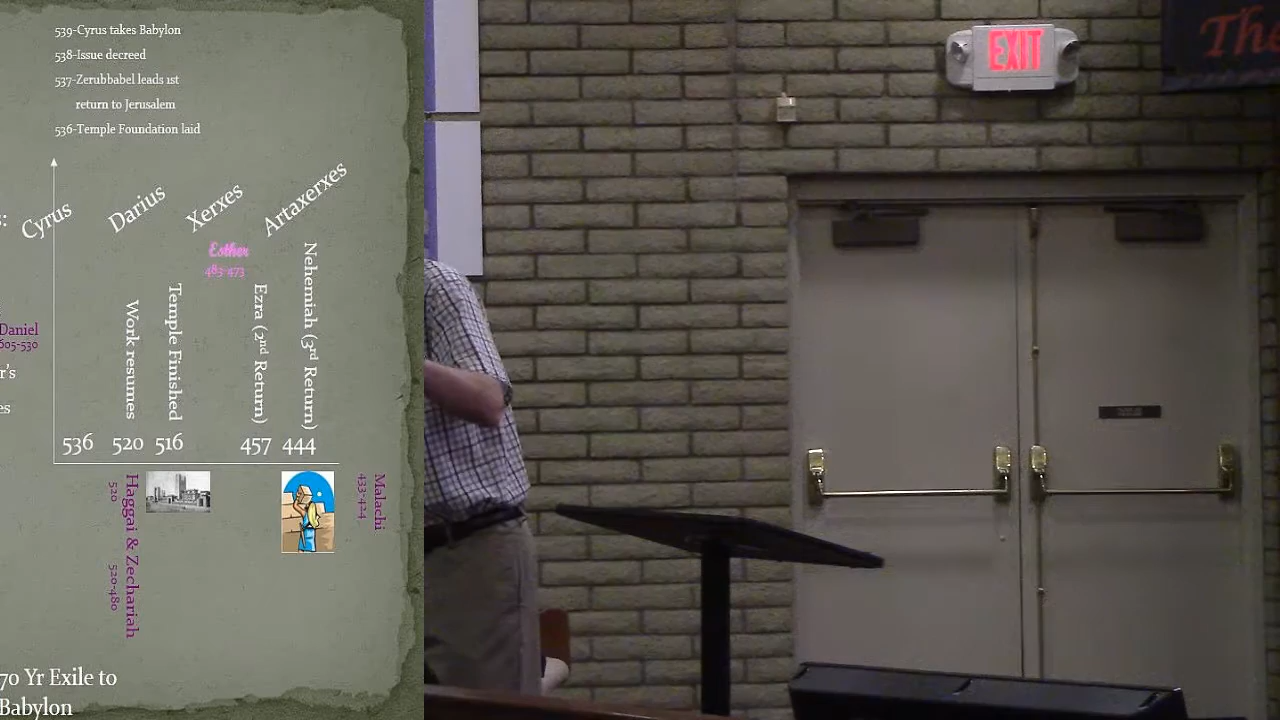 539-Cyrus takes Babylon
538-Issue decreed
537-Zerubbabel leads 1st
return to Jerusalem
536-Temple Foundation laid
s:
Cyrus
Darius
Xerxes
Artaxerxes
Esther
483-473
Daniel
605-530
r's
es
Work resumes
Temple Finished
Ezra (2nd Return)
Nehemiah (3rd Return)
536 520 516 457 444
Haggai & Zechariah
520 520-480
Malachi
433-424
70 Yr Exile to
Babylon
EXIT
The